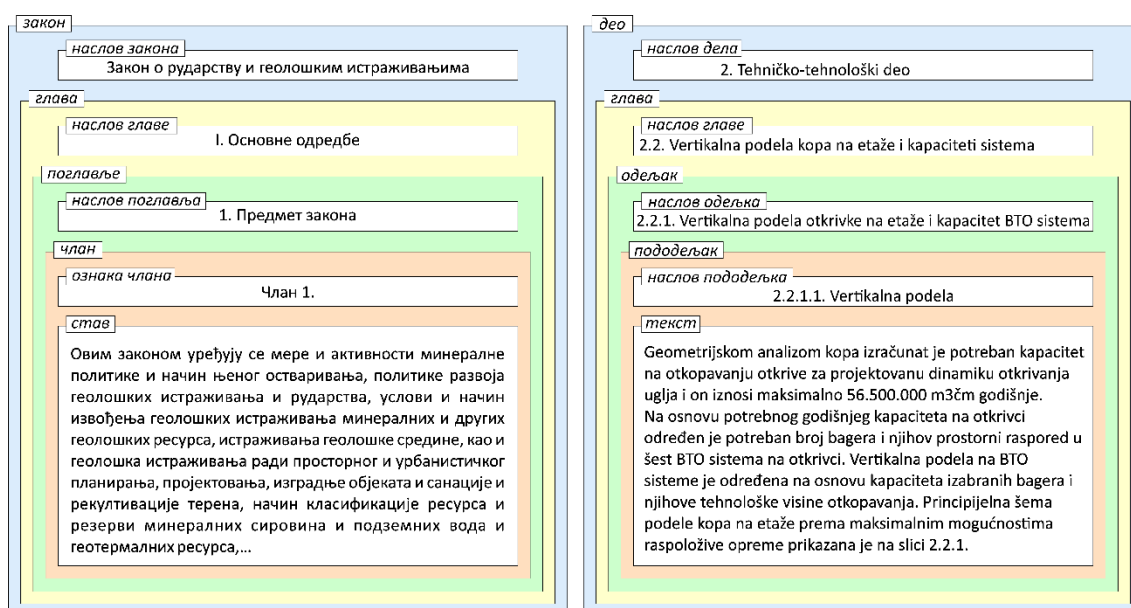 закон
наслов закона
Закон о рударству и геолошким истраживањима
глава
наслов главе
I. Основне одредбе
поглавље
наслов поглавља
1. Предмет закона
члан
ознака члана
Члан 1.
став
Овим законом уређују се мере и активности минералне
политике и начин њеног остваривања, политике развоја
геолошких истраживања и рударства, услови и начин
извођења геолошких истраживања минералних и других
геолошких ресурса, истраживања геолошке средине, као и
геолошка истраживања ради просторног и урбанистичког
планирања, пројектовања, изградње објеката и санације и
рекултивације терена, начин класификације ресурса и
резерви минералних сировина и подземних вода и
геотермалних ресурса,...
део
наслов дела
2. Tehničko-tehnološki deo
глава
наслов главе
2.2. Vertikalna podela kopa na etaže i kapaciteti sistema
одељак
наслов одељка
2.2.1. Vertikalna podela otkrivke na etaže i kapacitet BTO sistema
пододељак
наслов пододељка
2.2.1.1. Vertikalna podela
текст
Geometrijskom analizom kopa izračunat je potreban kapacitet
na otkopavanju otkrive za projektovanu dinamiku otkrivanja
uglja i on iznosi maksimalno 56.500.000 m3čm godišnje.
Na osnovu potrebnog godišnjeg kapaciteta na otkrivci
određen je potreban broj bagera i njihov prostorni raspored u
šest BTO sistema na otkrivci. Vertikalna podela na BTO
sisteme je određena na osnovu kapaciteta izabranih bagera i
njihove tehnološke visine otkopavanja. Principijelna šema
podele kopa na etaže prema maksimalnim mogućnostima
raspoložive opreme prikazana je na slici 2.2.1.